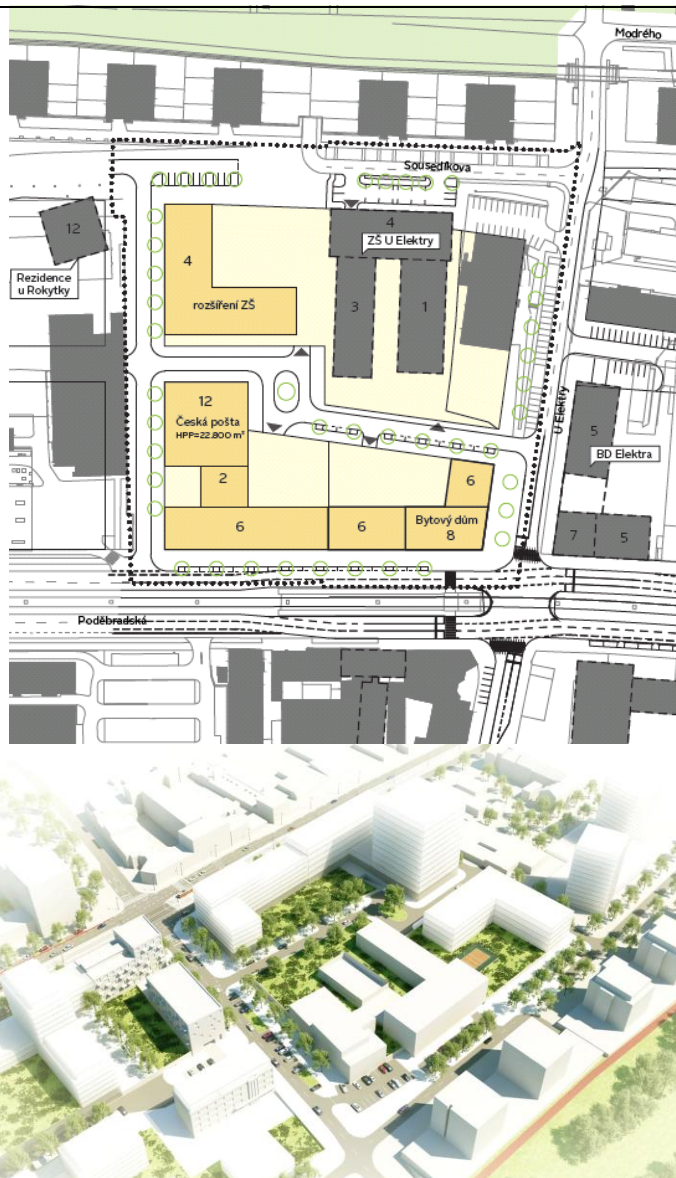 Modrého
Sousedíkova
12
Rezidence
u Rokytky
4
rozšíření ZŠ
4
ZŠ U Elektry
3
1
12
Česká pošta
HPP=22.800 m²
2
6
6
6
Bytový dům
8
U Elektry
5
BD Elektra
7
5
Poděbradská